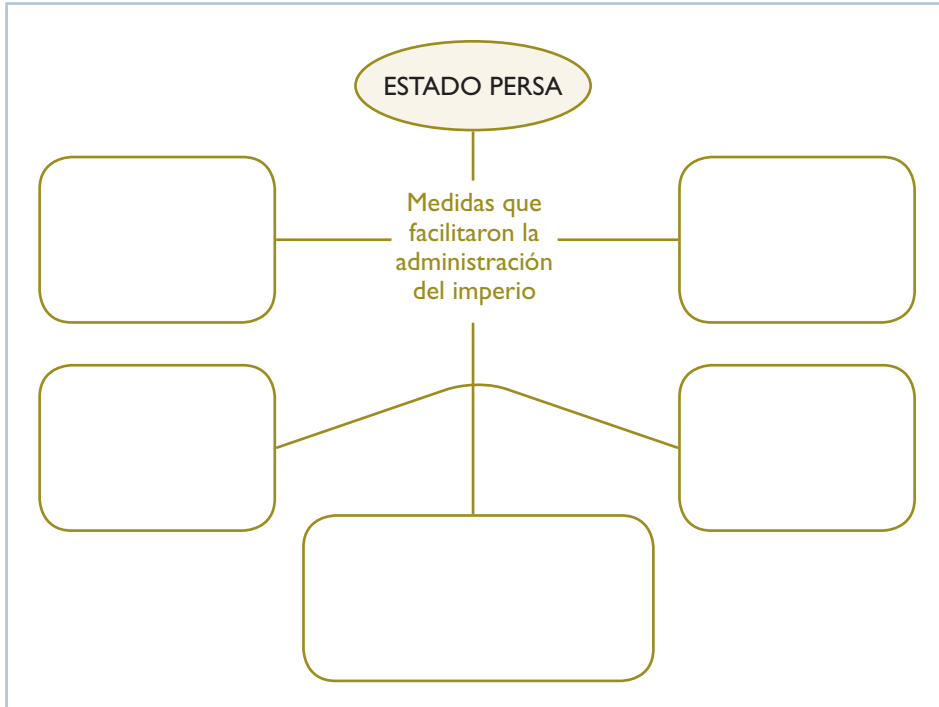 ESTADO PERSA
Medidas que
facilitaron la
administración
del imperio